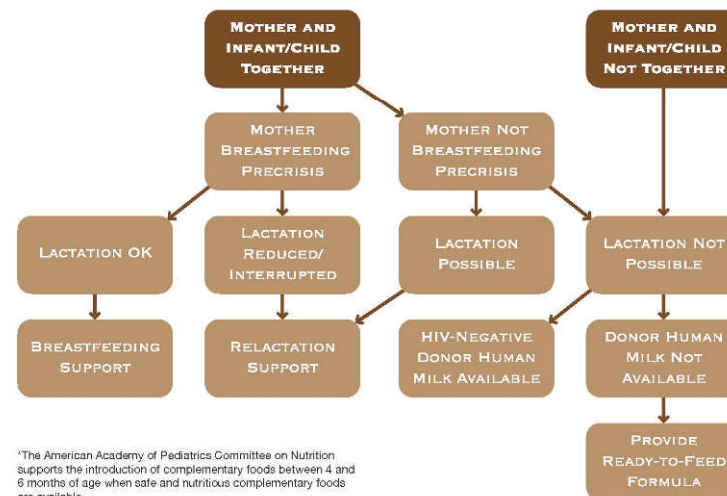 MOTHER AND
INFANT/CHILD
TOGETHER
MOTHER AND
INFANT/CHILD
NOT TOGETHER
MOTHER
BREASTFEEDING
PRECRISIS
MOTHER NOT
BREASTFEEDING
PRECRISIS
LACTATION OK
LACTATION
REDUCED/
INTERRUPTED
LACTATION
POSSIBLE
LACTATION NOT
POSSIBLE
BREASTFEEDING
SUPPORT
RELACTATION
SUPPORT
HIV-NEGATIVE
DONOR HUMAN
MILK AVAILABLE
DONOR HUMAN
MILK NOT
AVAILABLE
PROVIDE
READY-TO-FEED
FORMULA
*The American Academy of Pediatrics Committee on Nutrition
supports the introduction of complementary foods between 4 and
6 months of age when safe and nutritious complementary foods
are available